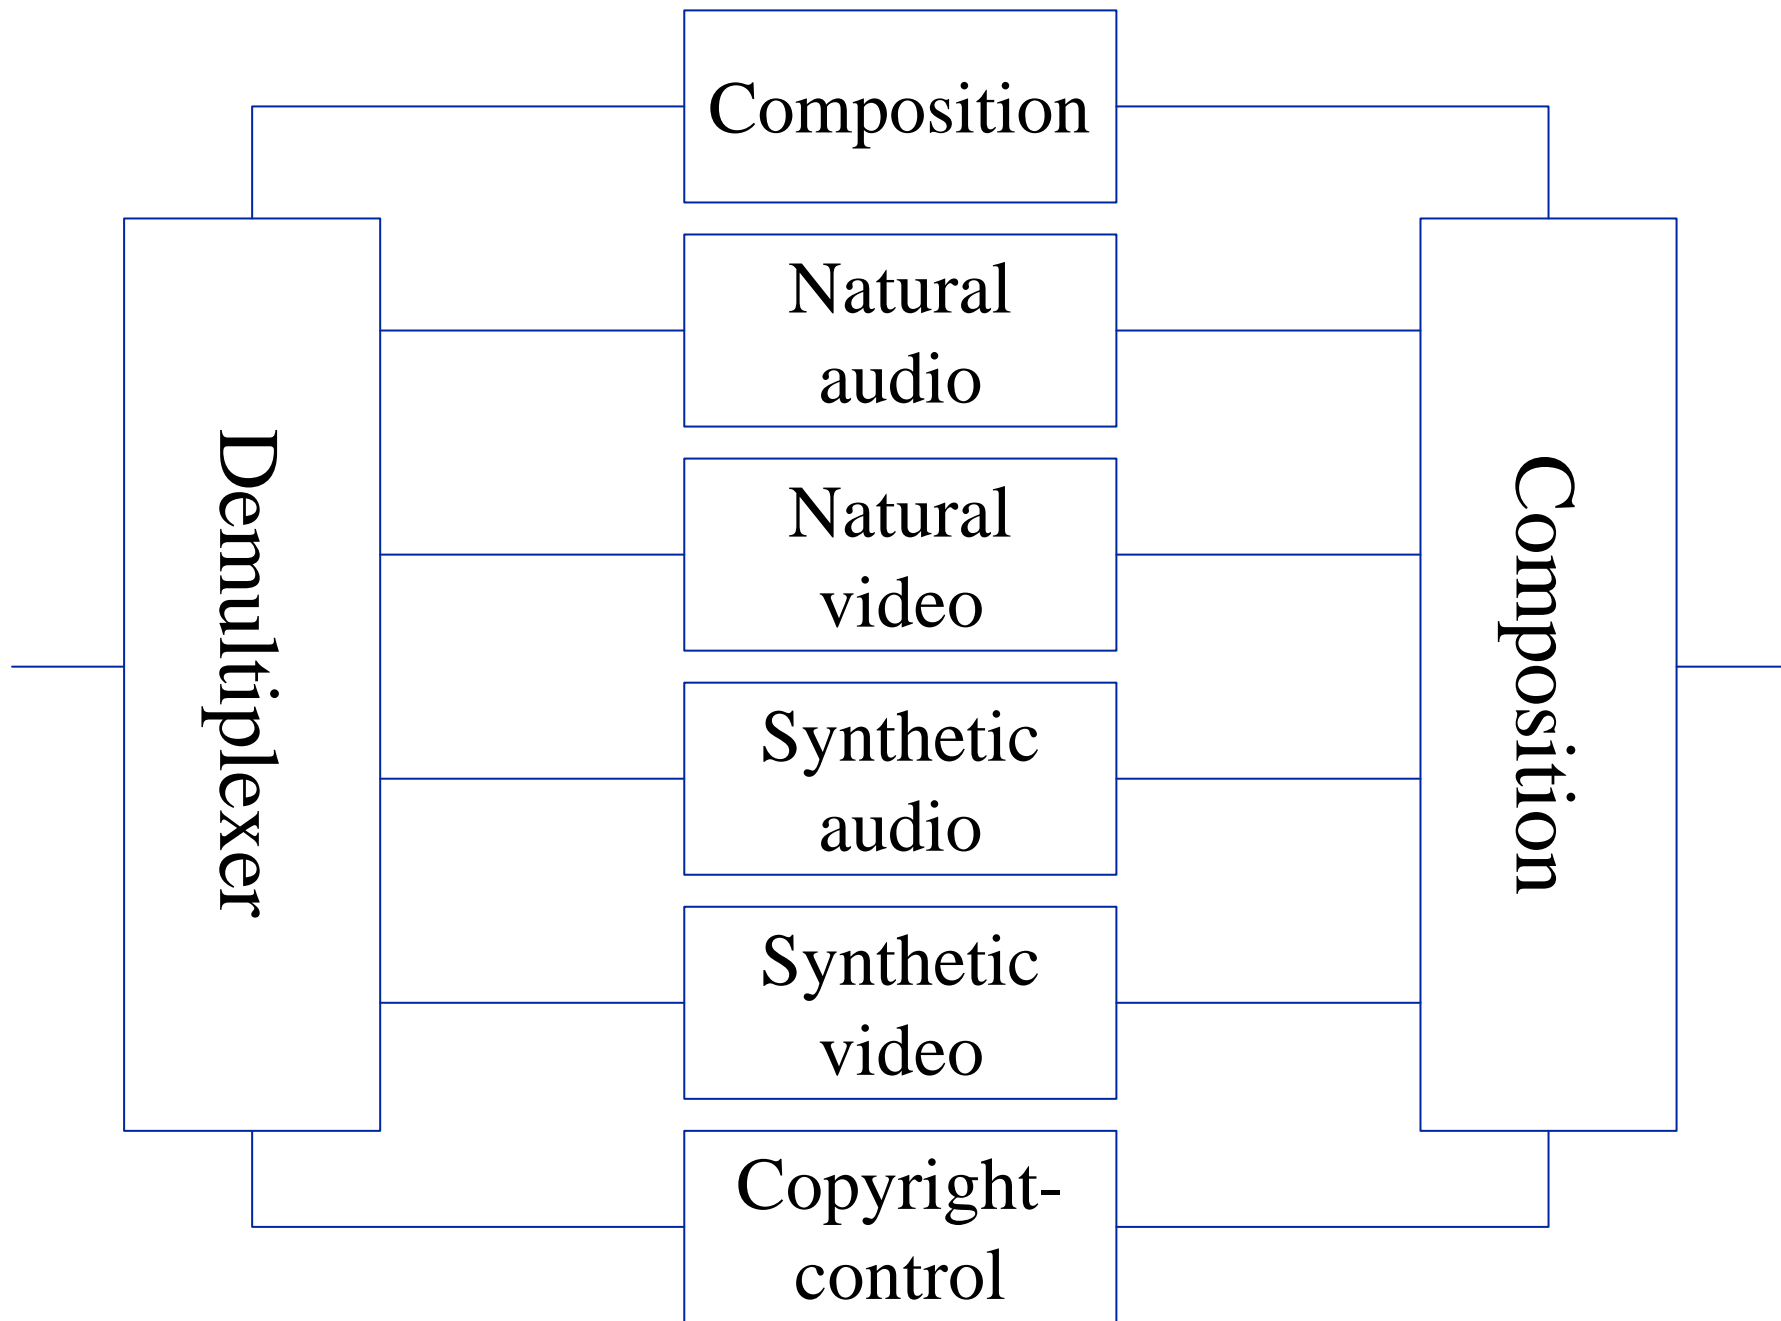 Composition
Natural
audio
Natural
video
Synthetic
audio
Synthetic
video
Copyright-
control
Demultiplexer
Composition